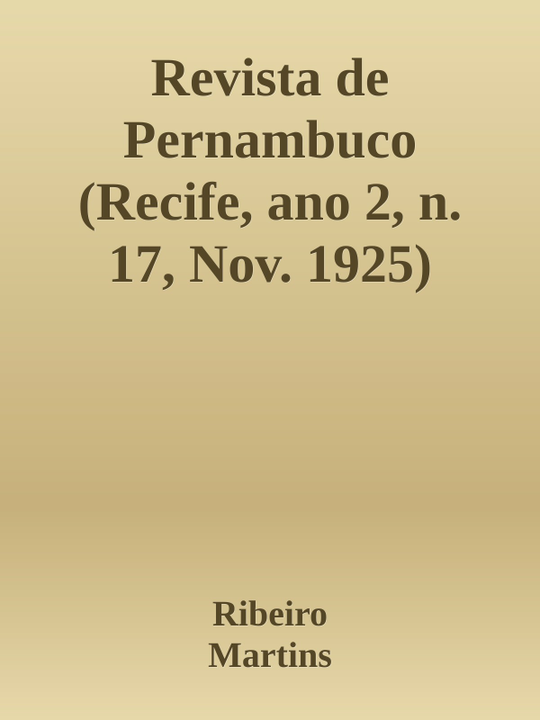 Revista de
Pernambuco
(Recife, ano 2, n.
17, Nov. 1925)
Ribeiro
Martins